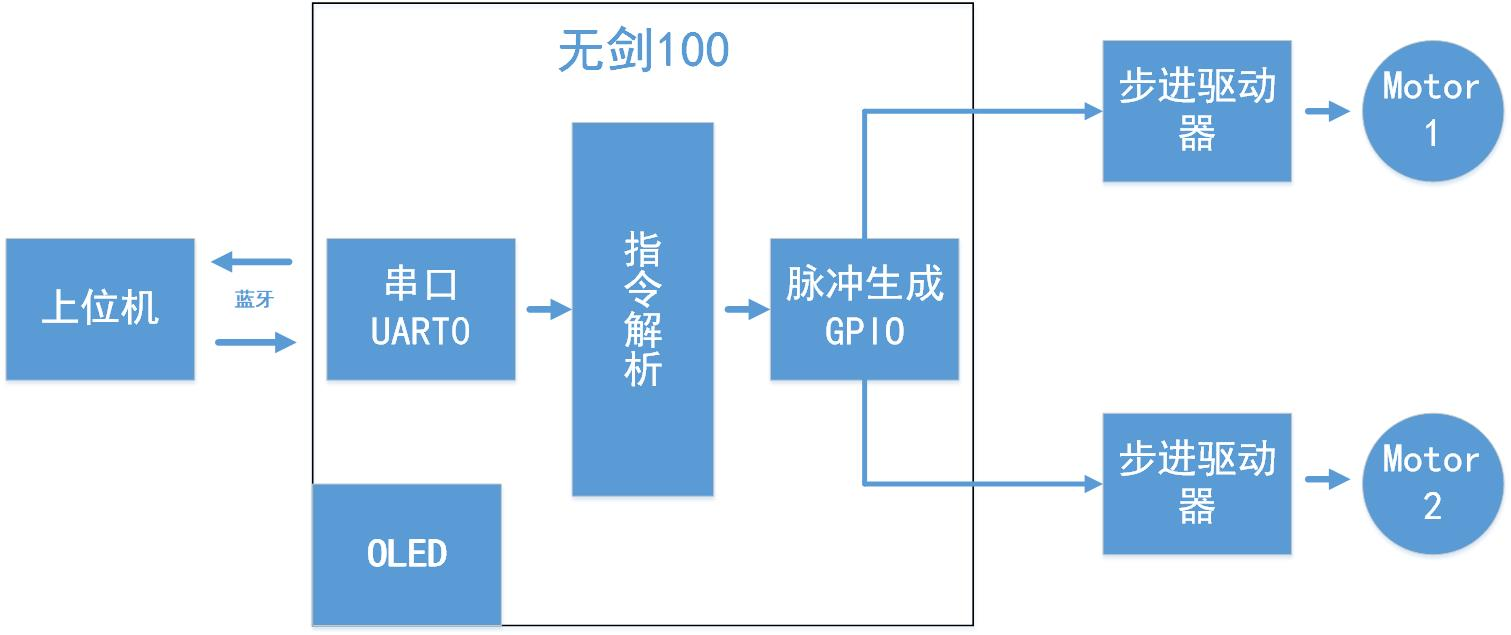 无剑100
上位机
蓝牙
串口
UART0
指
令
解
析
脉冲生成
GPIO
步进驱动
器
Motor
1
步进驱动
器
Motor
2
OLED